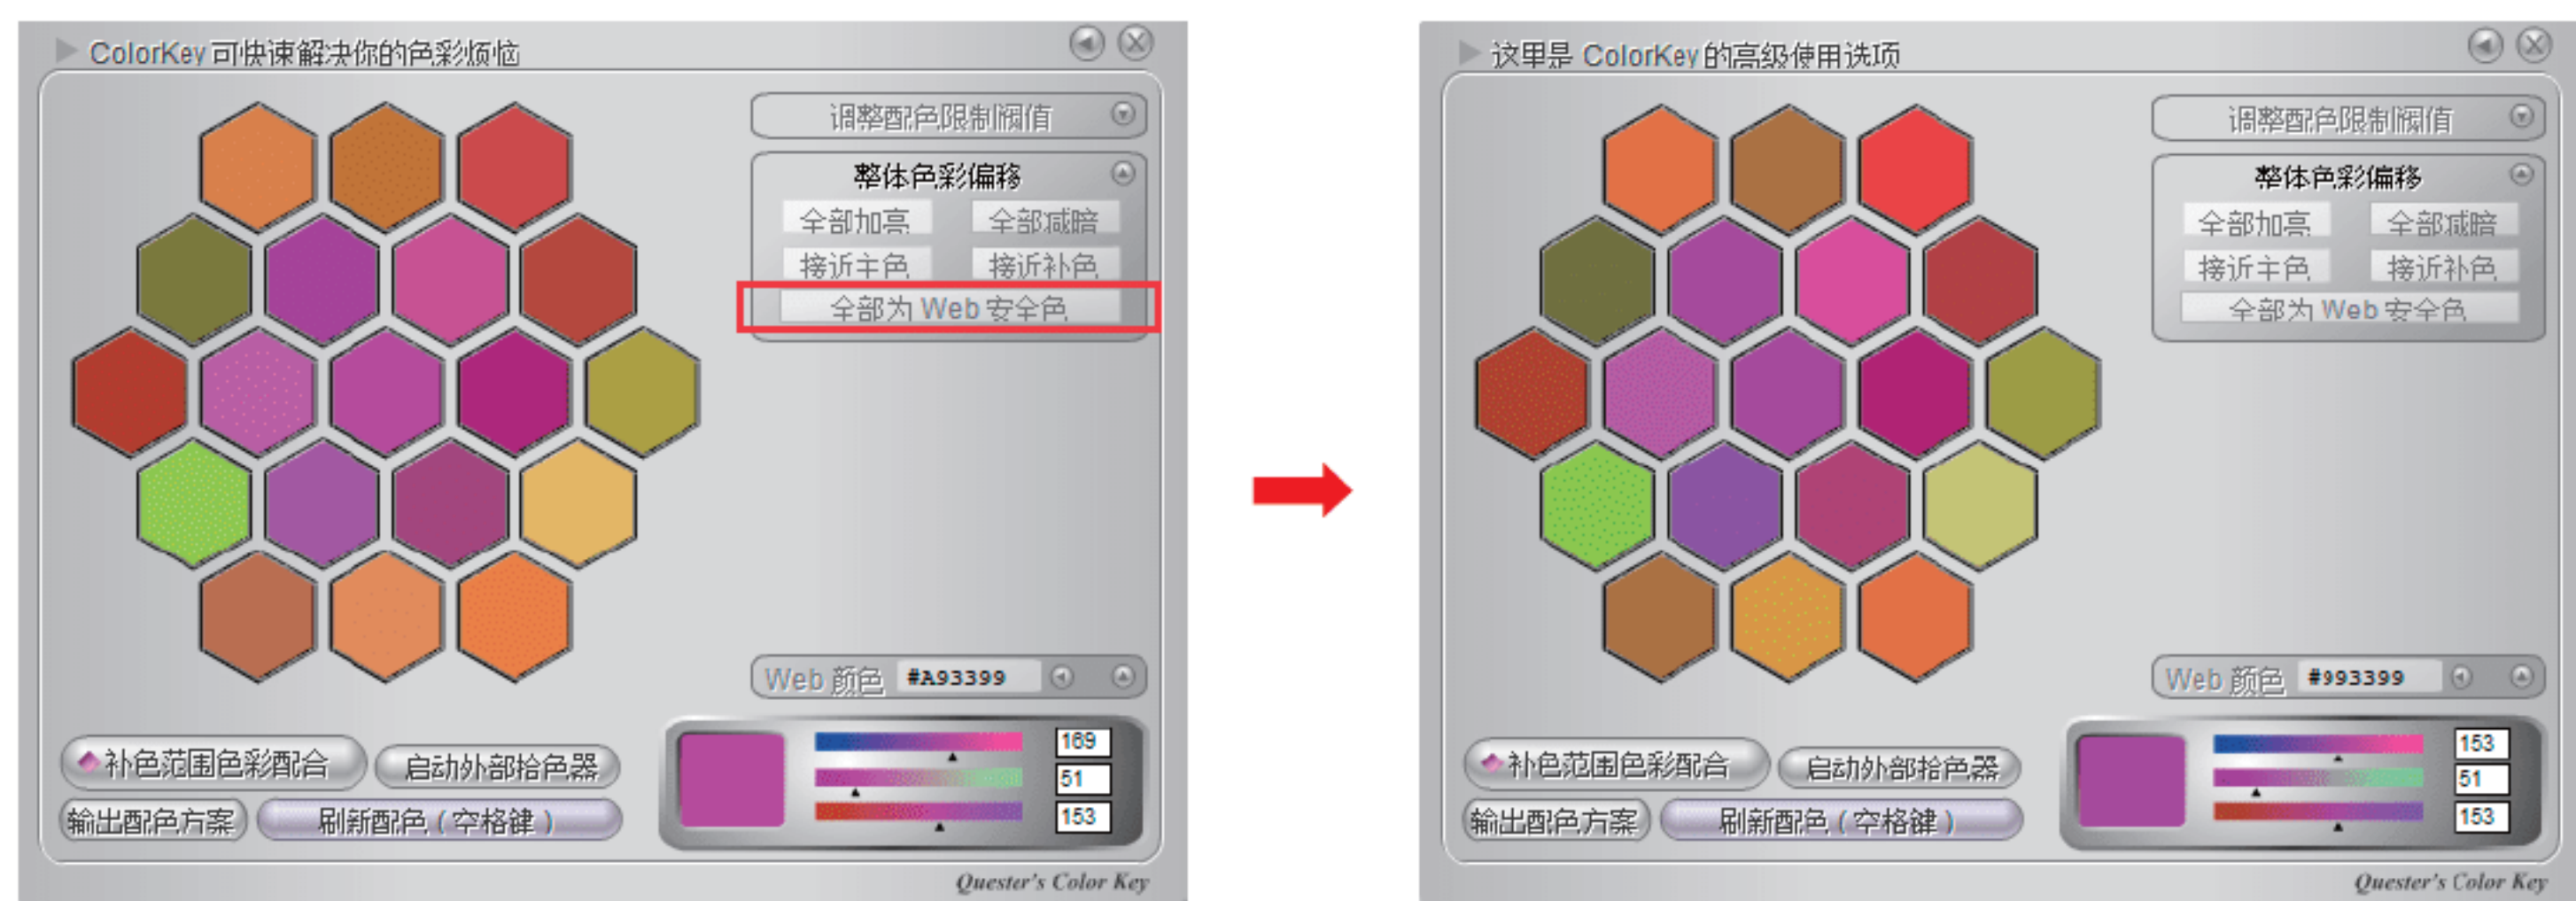 ColorKey 可快速解决你的色彩烦恼
调整配色限制阈值
整体色彩偏移
全部加亮 全部减暗
接近主色 接近补色
全部为 Web 安全色
Web 颜色 #A93399
169
51
153
补色范围色彩配合 启动外部拾色器
输出配色方案 刷新配色(空格键)
Quester's Color Key
这里是 ColorKey 的高级使用选项
调整配色限制阈值
整体色彩偏移
全部加亮 全部减暗
接近主色 接近补色
全部为 Web 安全色
Web 颜色 #993399
153
51
153
补色范围色彩配合 启动外部拾色器
输出配色方案 刷新配色(空格键)
Quester's Color Key